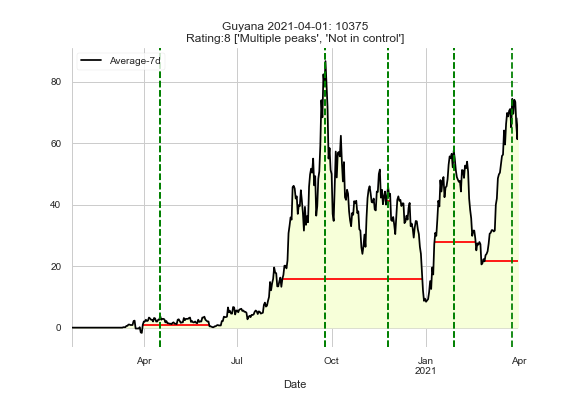 Guyana 2021-04-01: 10375
Rating:8 ['Multiple peaks', 'Not in control']
Average-7d
80
60
40
20
0
Apr
Jul
Oct
Jan
2021
Apr
Date